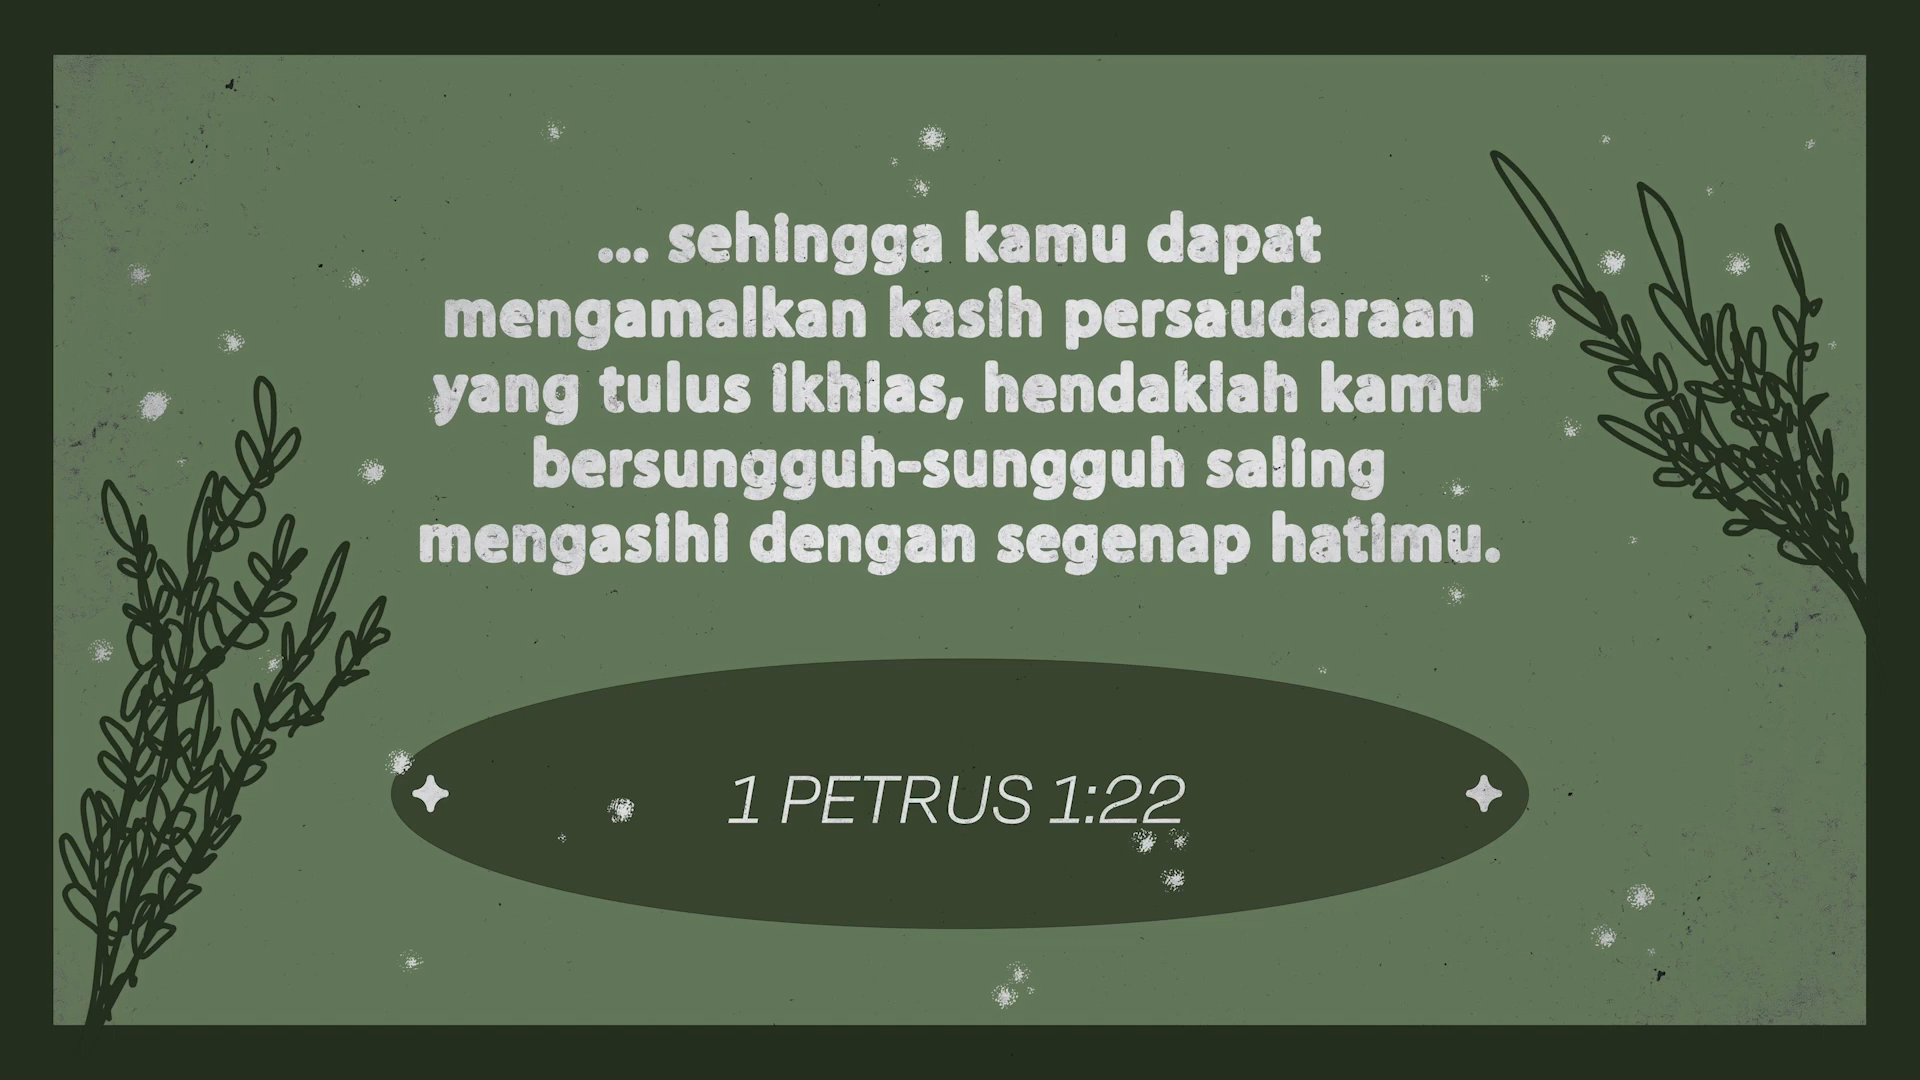 ... sehingga kamu dapat
mengamalkan kasih persaudaraan
yang tulus ikhlas, hendaklah kamu
bersungguh-sungguh saling
mengasihi dengan segenap hatimu.
1 PETRUS 1:22